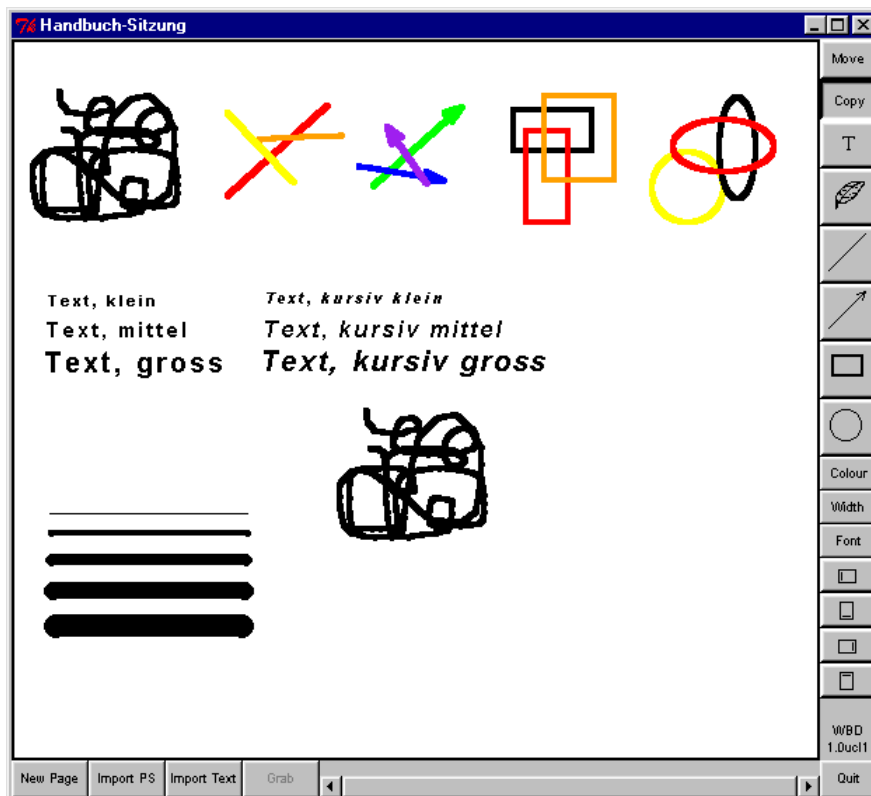 Tk Handbuch-Sitzung
Move
Copy
T
Text, klein
Text, kursiv klein
Text, mittel
Text, kursiv mittel
Text, gross
Text, kursiv gross
Colour
Width
Font
WBD
1.0ucl1
New Page
Import PS
Import Text
Grab
Quit